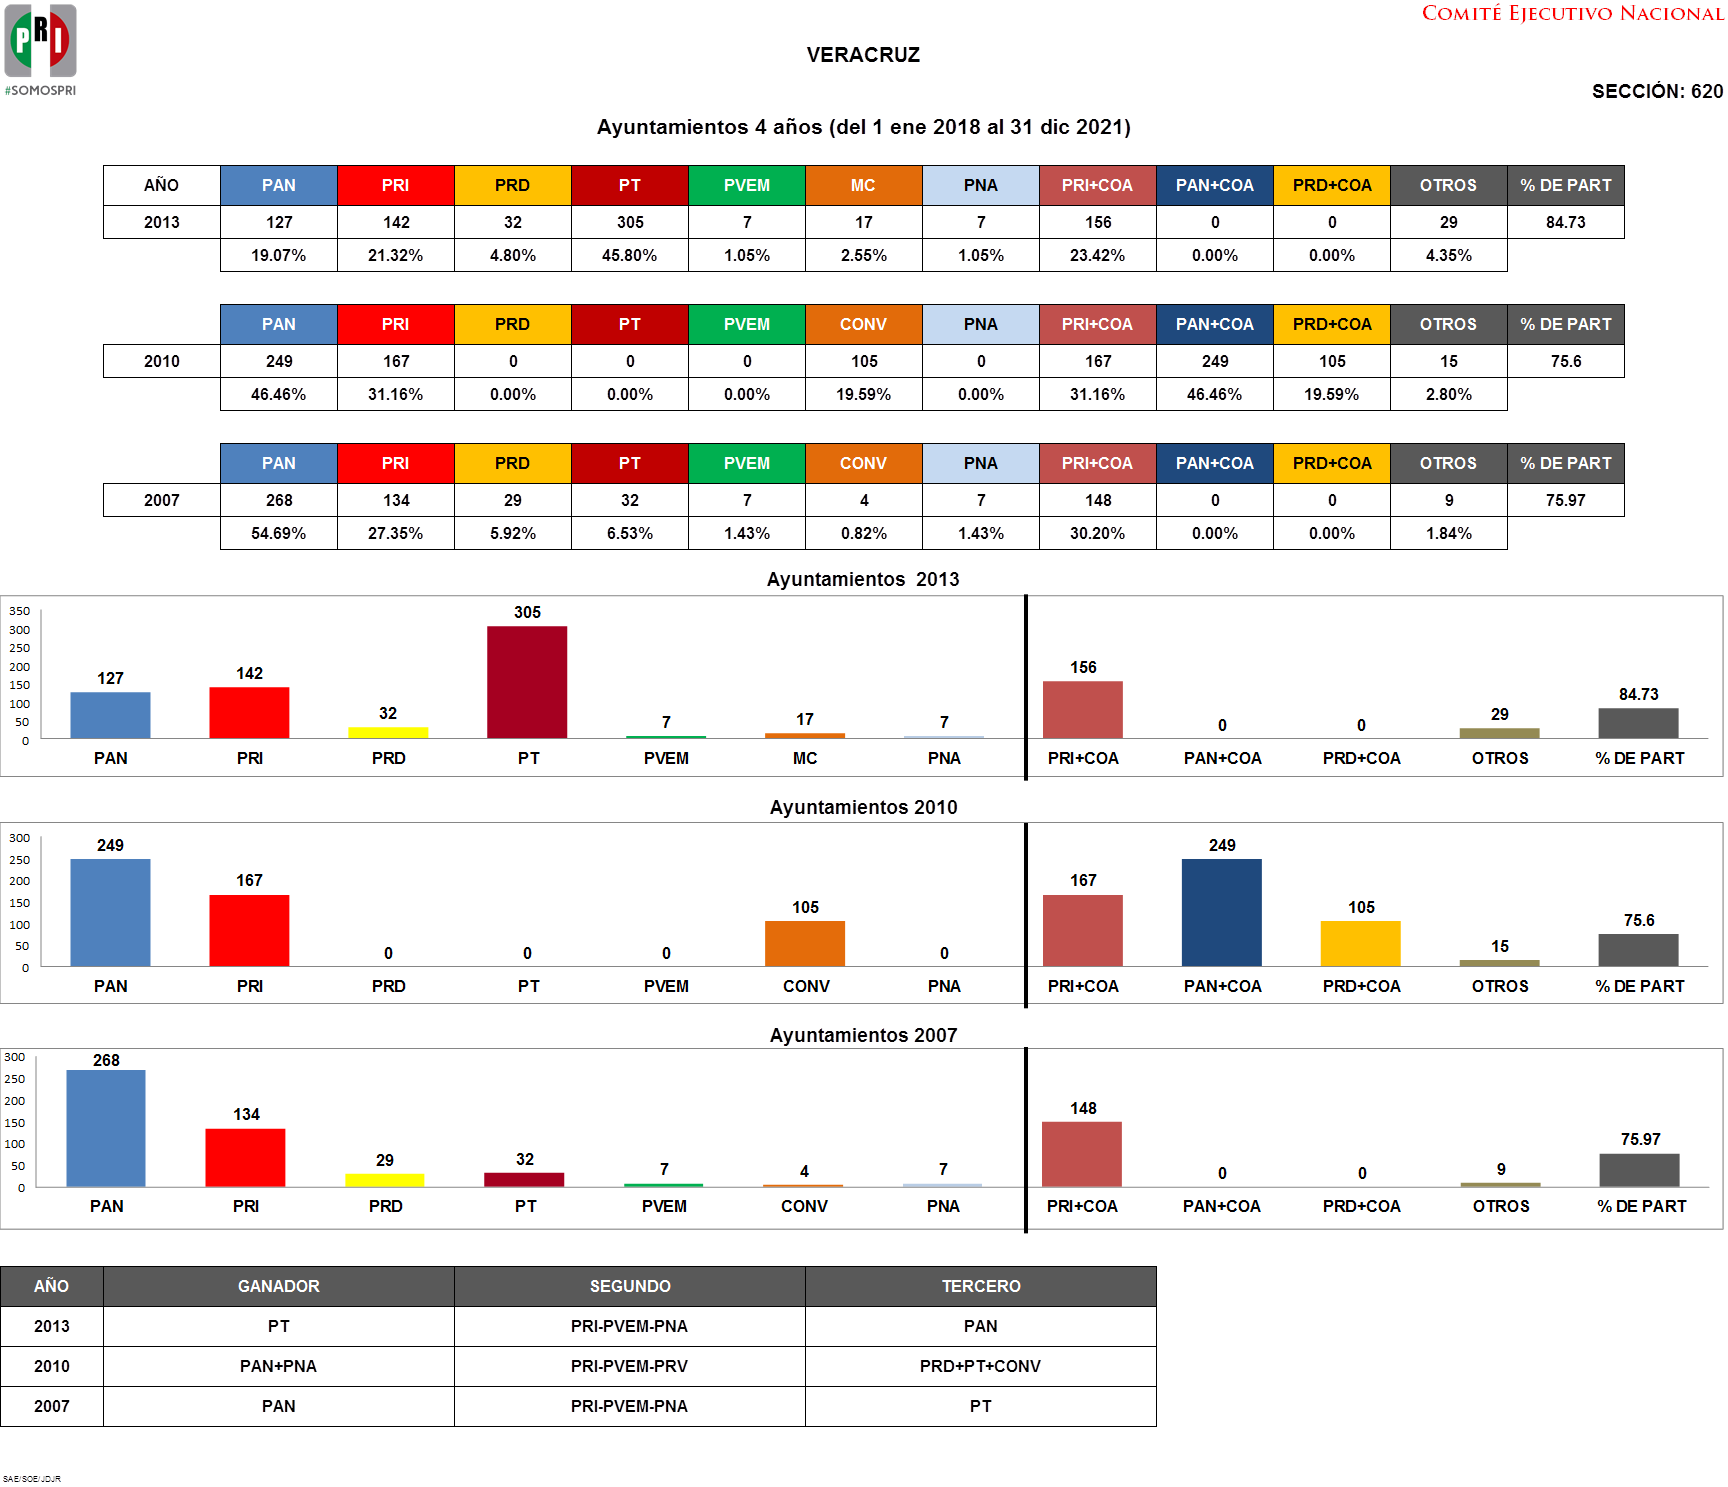 COMITÉ EJECUTIVO NACIONAL
PRI
#SOMOSPRI
VERACRUZ
SECCIÓN: 620
Ayuntamientos 4 años (del 1 ene 2018 al 31 dic 2021)
AÑO PAN PRI PRD PT PVEM MC PNA PRI+COA PAN+COA PRD+COA OTROS % DE PART
2013 127 142 32 305 7 17 7 156 0 0 29 84.73
19.07% 21.32% 4.80% 45.80% 1.05% 2.55% 1.05% 23.42% 0.00% 0.00% 4.35%
PAN PRI PRD PT PVEM CONV PNA PRI+COA PAN+COA PRD+COA OTROS % DE PART
2010 249 167 0 0 0 105 0 167 249 105 15 75.6
46.46% 31.16% 0.00% 0.00% 0.00% 19.59% 0.00% 31.16% 46.46% 19.59% 2.80%
PAN PRI PRD PT PVEM CONV PNA PRI+COA PAN+COA PRD+COA OTROS % DE PART
2007 268 134 29 32 7 4 7 148 0 0 9 75.97
54.69% 27.35% 5.92% 6.53% 1.43% 0.82% 1.43% 30.20% 0.00% 0.00% 1.84%
Ayuntamientos 2013
350
300
250
200
150
100
50
0
127 142 32 305 7 17 7 156 0 0 29 84.73
PAN PRI PRD PT PVEM MC PNA PRI+COA PAN+COA PRD+COA OTROS % DE PART
Ayuntamientos 2010
300
250
200
150
100
50
0
249 167 0 0 0 105 0 167 249 105 15 75.6
PAN PRI PRD PT PVEM CONV PNA PRI+COA PAN+COA PRD+COA OTROS % DE PART
Ayuntamientos 2007
300
250
200
150
100
50
0
268 134 29 32 7 4 7 148 0 0 9 75.97
PAN PRI PRD PT PVEM CONV PNA PRI+COA PAN+COA PRD+COA OTROS % DE PART
AÑO GANADOR SEGUNDO TERCERO
2013 PT PRI-PVEM-PNA PAN
2010 PAN+PNA PRI-PVEM-PRV PRD+PT+CONV
2007 PAN PRI-PVEM-PNA PT
SAE/SOE/JDJR